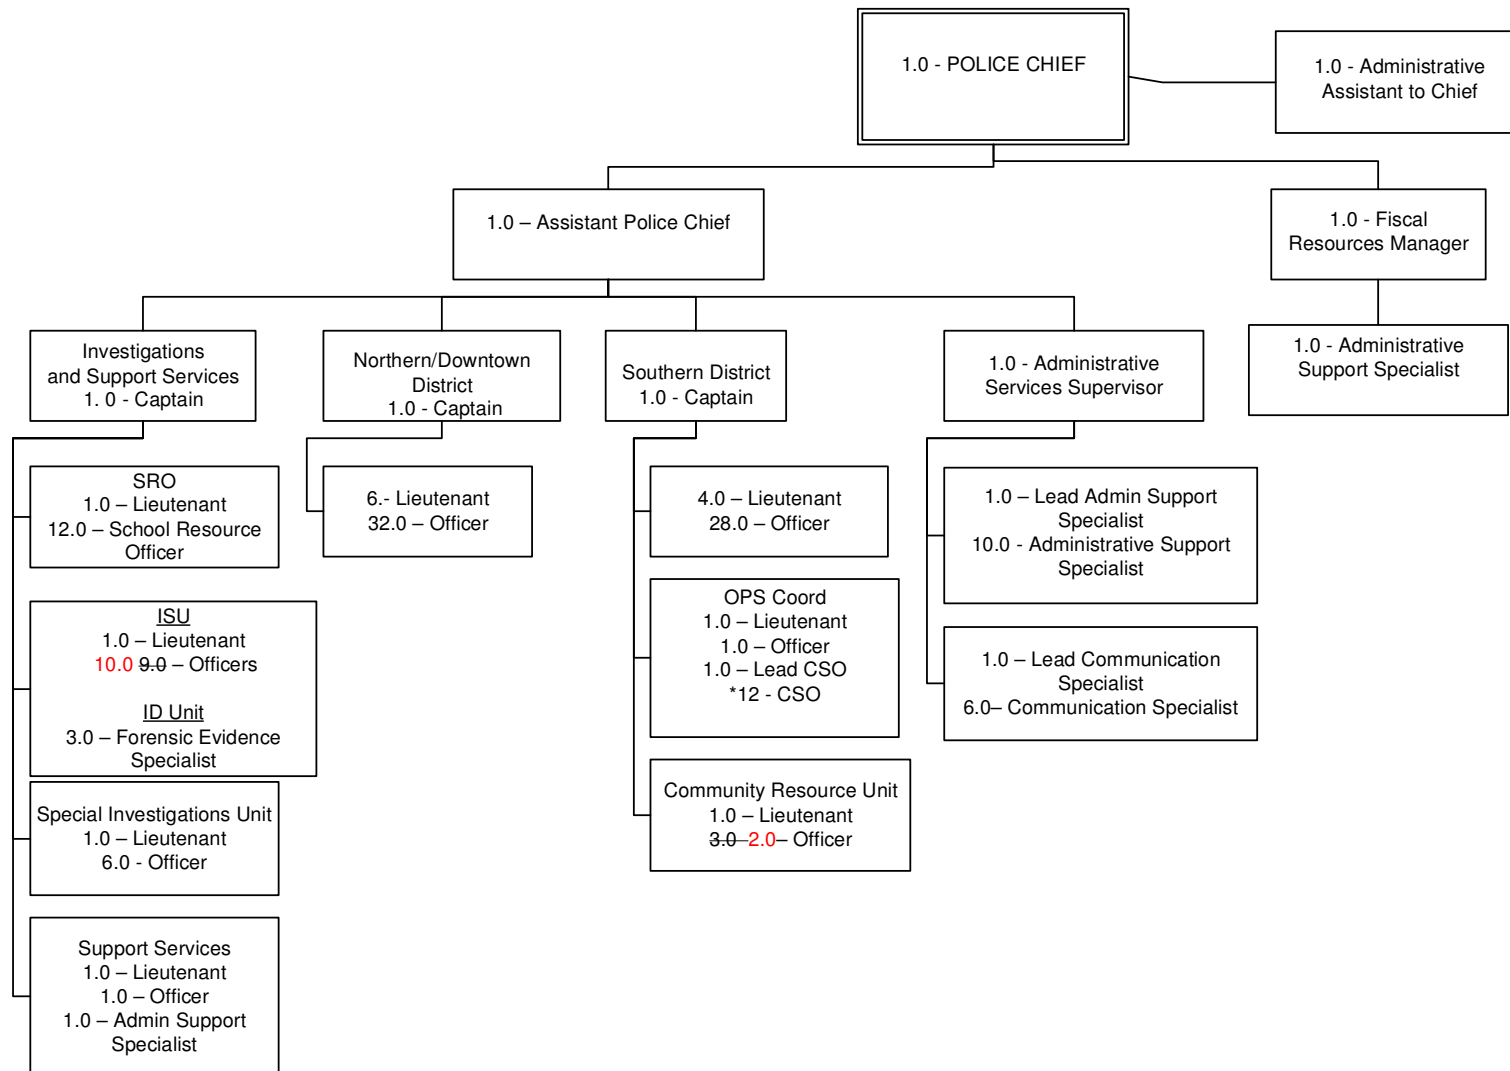 1.0 - POLICE CHIEF
1.0 - Administrative
Assistant to Chief
1.0 – Assistant Police Chief
1.0 - Fiscal
Resources Manager
1.0 - Administrative
Support Specialist
Investigations
and Support Services
1. 0 - Captain
Northern/Downtown
District
1.0 - Captain
Southern District
1.0 - Captain
1.0 - Administrative
Services Supervisor
SRO
1.0 – Lieutenant
12.0 – School Resource
Officer
ISU
1.0 – Lieutenant
10.0 9.0 – Officers
ID Unit
3.0 – Forensic Evidence
Specialist
Special Investigations Unit
1.0 – Lieutenant
6.0 - Officer
Support Services
1.0 – Lieutenant
1.0 – Officer
1.0 – Admin Support
Specialist
6.- Lieutenant
32.0 – Officer
4.0 – Lieutenant
28.0 – Officer
OPS Coord
1.0 – Lieutenant
1.0 – Officer
1.0 – Lead CSO
*12 - CSO
Community Resource Unit
1.0 – Lieutenant
3.0 –2.0– Officer
1.0 – Lead Admin Support
Specialist
10.0 - Administrative Support
Specialist
1.0 – Lead Communication
Specialist
6.0– Communication Specialist